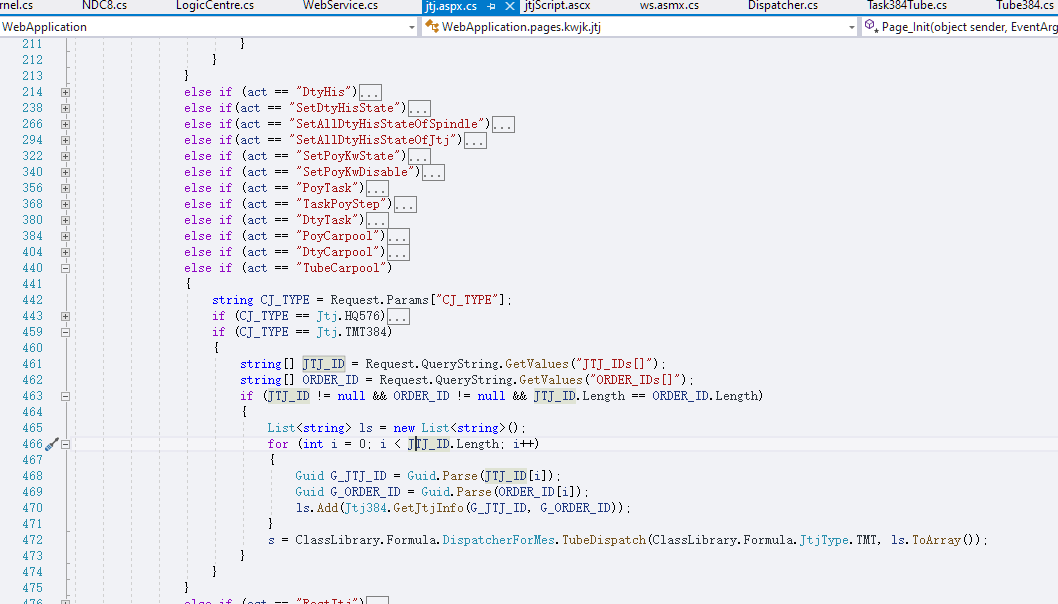 rnel.cs NDC8.cs LogicCentre.cs WebService.cs jtj.aspx.cs jtjScript.ascx ws.asmx.cs Dispatcher.cs Task384Tube.cs Tube384.cs
WebApplication WebApplication.pages.kwjk.jtj Page_Init(object sender, EventArg
211 }
212 }
213 }
214 else if (act == "DtyHis")...
238 else if(act == "SetDtyHisState")...
266 else if(act == "SetAllDtyHisStateOfSpindle")...
294 else if(act == "SetAllDtyHisStateOfJtj")...
322 else if (act == "SetPoyKwState")...
340 else if (act == "SetPoyKwDisable")...
356 else if (act == "PoyTask")...
368 else if (act == "TaskPoyStep")...
380 else if (act == "DtyTask")...
384 else if (act == "PoyCarpool")...
404 else if (act == "DtyCarpool")...
440 else if (act == "TubeCarpool")
441 {
442 string CJ_TYPE = Request.Params["CJ_TYPE"];
443 if (CJ_TYPE == Jtj.HQ576)...
459 if (CJ_TYPE == Jtj.TMT384)
460 {
461 string[] JTJ_ID = Request.QueryString.GetValues("JTJ_IDs[]");
462 string[] ORDER_ID = Request.QueryString.GetValues("ORDER_IDs[]");
463 if (JTJ_ID != null && ORDER_ID != null && JTJ_ID.Length == ORDER_ID.Length)
464 {
465 List<string> ls = new List<string>();
466 for (int i = 0; i < JTJ_ID.Length; i++)
467 {
468 Guid G_JTJ_ID = Guid.Parse(JTJ_ID[i]);
469 Guid G_ORDER_ID = Guid.Parse(ORDER_ID[i]);
470 ls.Add(Jtj384.GetJtjInfo(G_JTJ_ID, G_ORDER_ID));
471 }
472 s = ClassLibrary.Formula.DispatcherForMes.TubeDispatch(ClassLibrary.Formula.JtjType.TMT, ls.ToArray());
473 }
474 }
475 }
476 else if (act == "RectJtj")